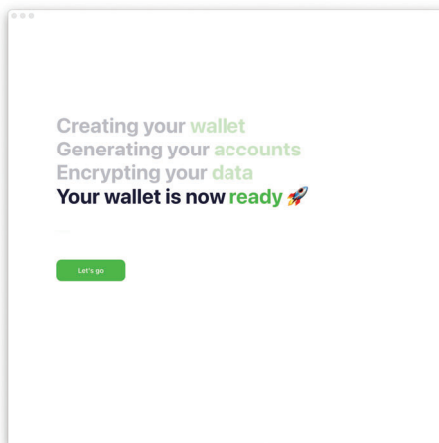 Creating your wallet
Generating your accounts
Encrypting your data
Your wallet is now ready 🚀
Let's go